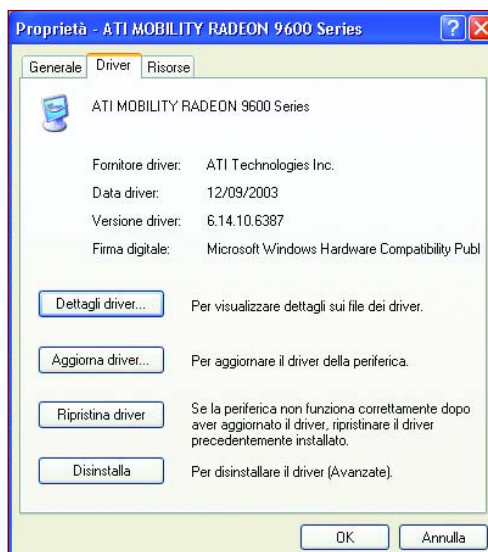 Proprietà - ATI MOBILITY RADEON 9600 Series
Generale Driver Risorse
ATI MOBILITY RADEON 9600 Series
Fornitore driver: ATI Technologies Inc.
Data driver: 12/09/2003
Versione driver: 6.14.10.6387
Firma digitale: Microsoft Windows Hardware Compatibility Publ
Dettagli driver... Per visualizzare dettagli sui file dei driver.
Aggiorna driver... Per aggiornare il driver della periferica.
Ripristina driver Se la periferica non funziona correttamente dopo
aver aggiornato il driver, ripristinare il driver
precedentemente installato.
Disinstalla Per disinstallare il driver (Avanzate).
OK Annulla